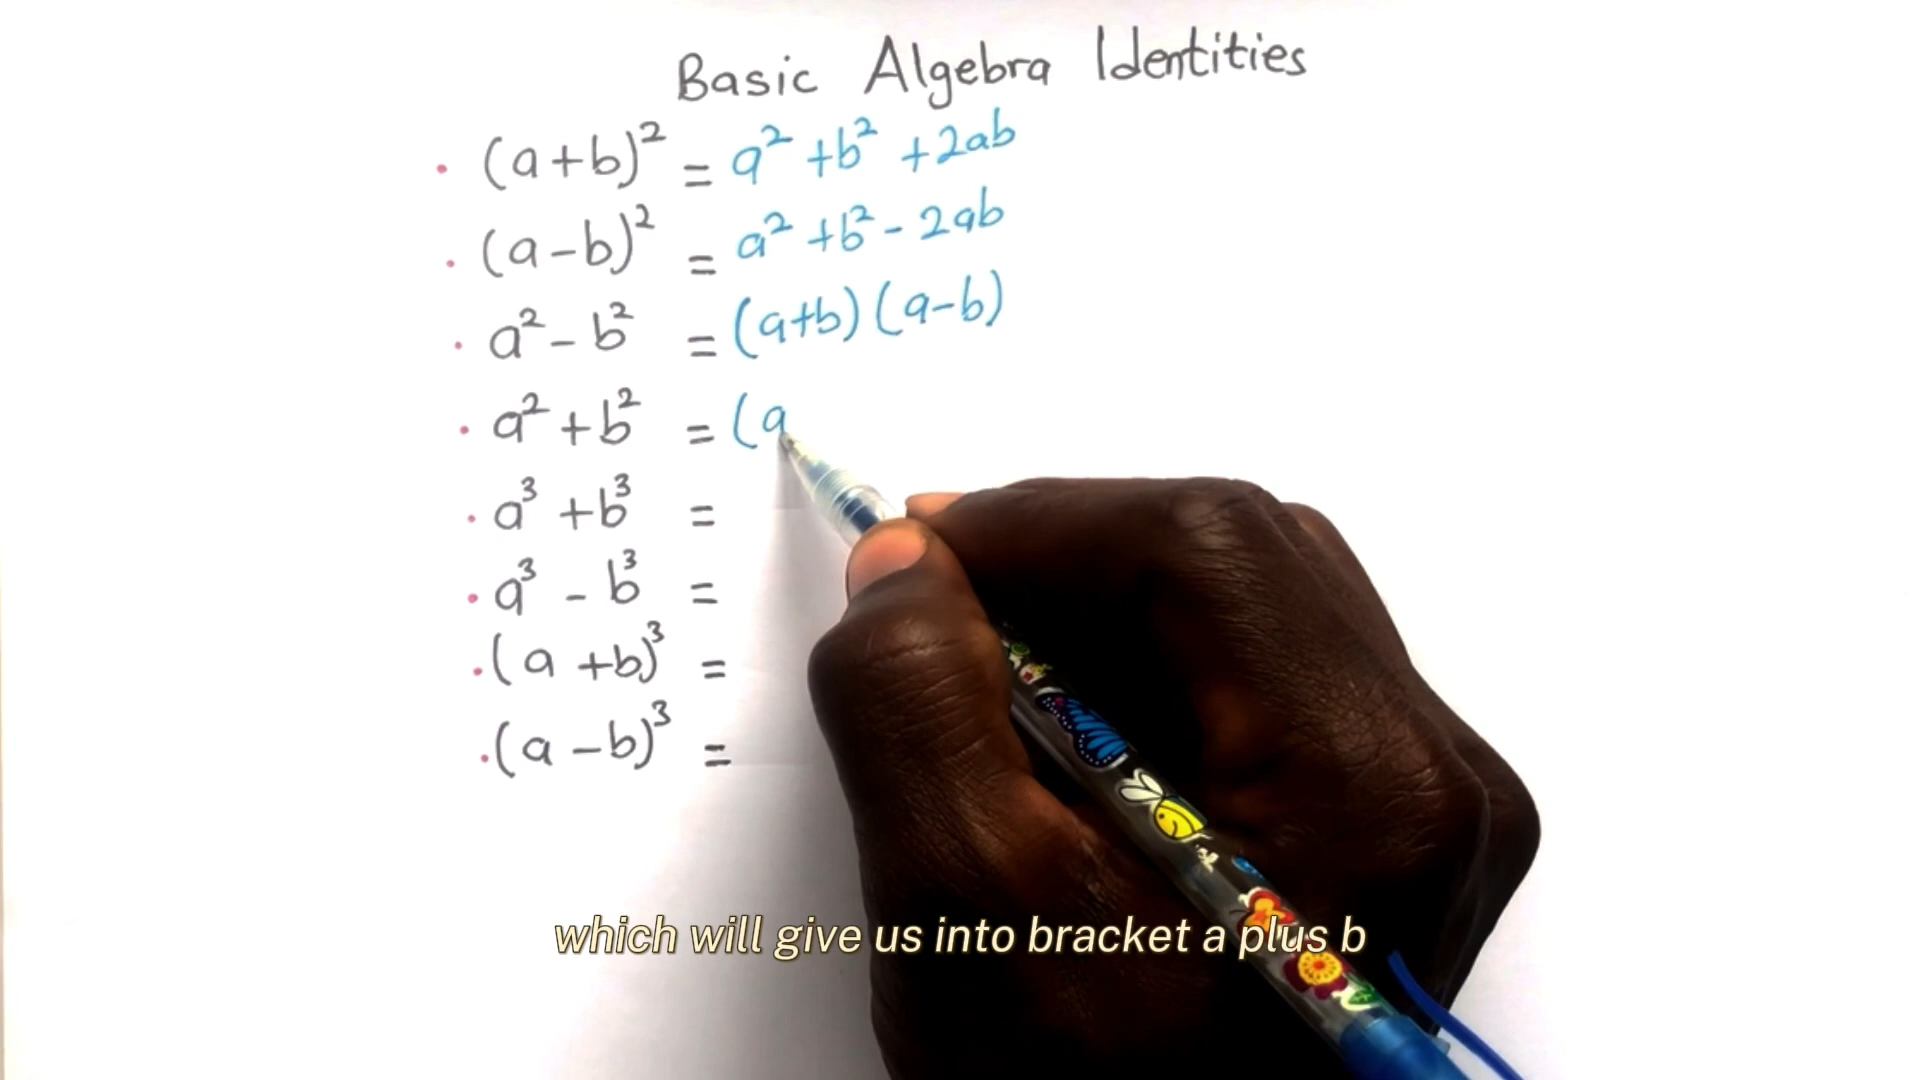 Basic Algebra Identities
· (a+b)² = a² +b² +2ab
· (a-b)² = a² +b² - 2ab
· a² - b² = (a+b) (a-b)
· a² + b² = (a
· a³ + b³ =
· a³ - b³ =
· (a + b)³ =
· (a - b)³ =
which will give us into bracket a plus b